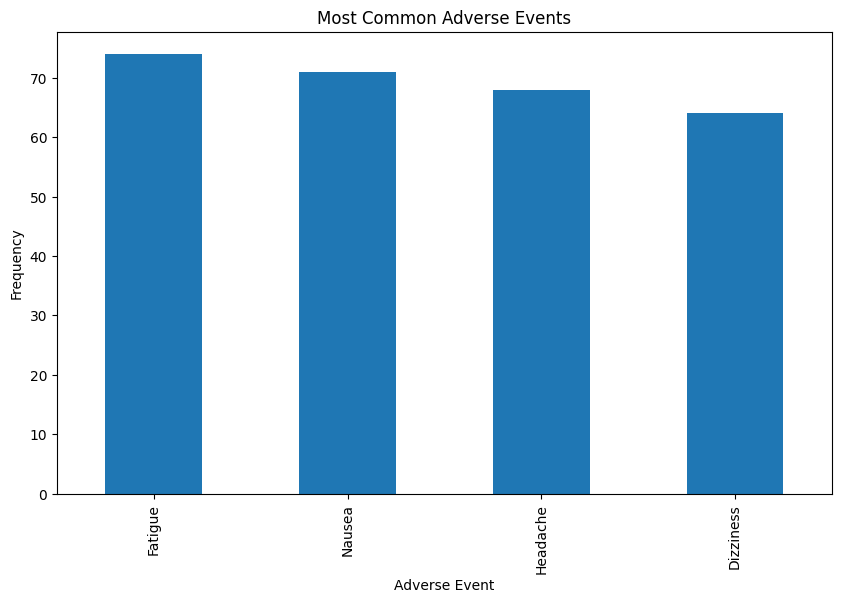 Most Common Adverse Events
Frequency
70
60
50
40
30
20
10
0
Fatigue
Nausea
Headache
Dizziness
Adverse Event